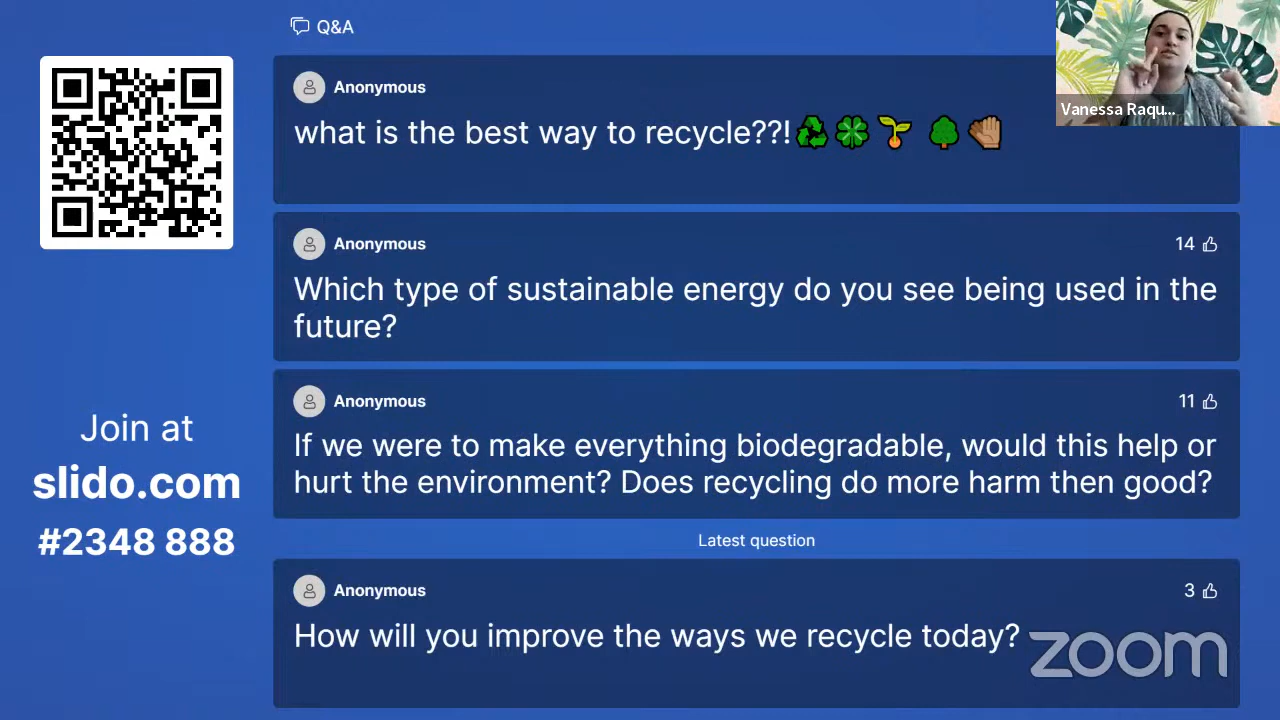 Q&A
Anonymous
what is the best way to recycle??!♻️🍀🌱 🌳👏🏽
Vanessa Raqu...
Anonymous
14
Which type of sustainable energy do you see being used in the
future?
Anonymous
11
If we were to make everything biodegradable, would this help or
hurt the environment? Does recycling do more harm then good?
Latest question
Anonymous
3
How will you improve the ways we recycle today?
Join at
slido.com
#2348 888
zoom